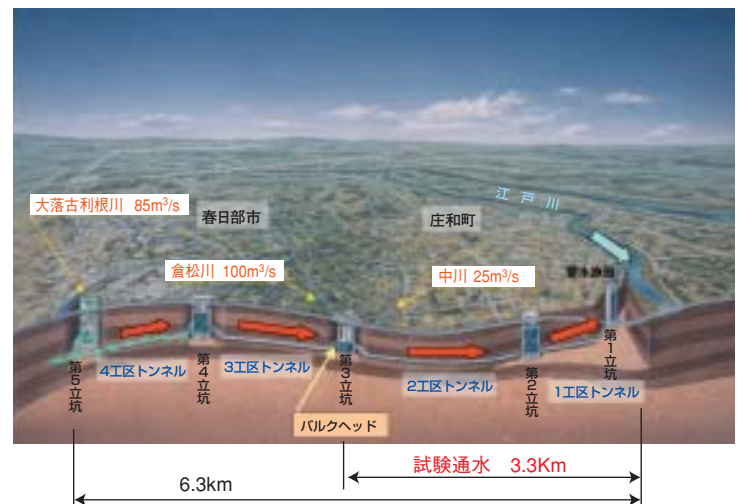 江戸川
大落古利根川 85m³/s
春日部市
庄和町
倉松川 100m³/s
中川 25m³/s
第5立坑
4工区トンネル
第4立坑
3工区トンネル
第3立坑
2工区トンネル
第2立坑
1工区トンネル
第1立坑
バルクヘッド
試験通水 3.3Km
6.3km